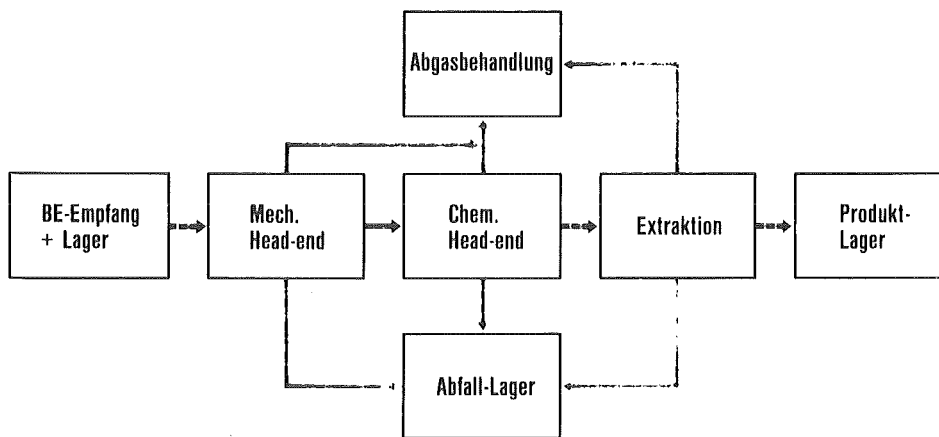 Abgasbehandlung
BE-Empfang
+ Lager
Mech.
Head-end
Chem.
Head-end
Extraktion
Produkt-
Lager
Abfall-Lager